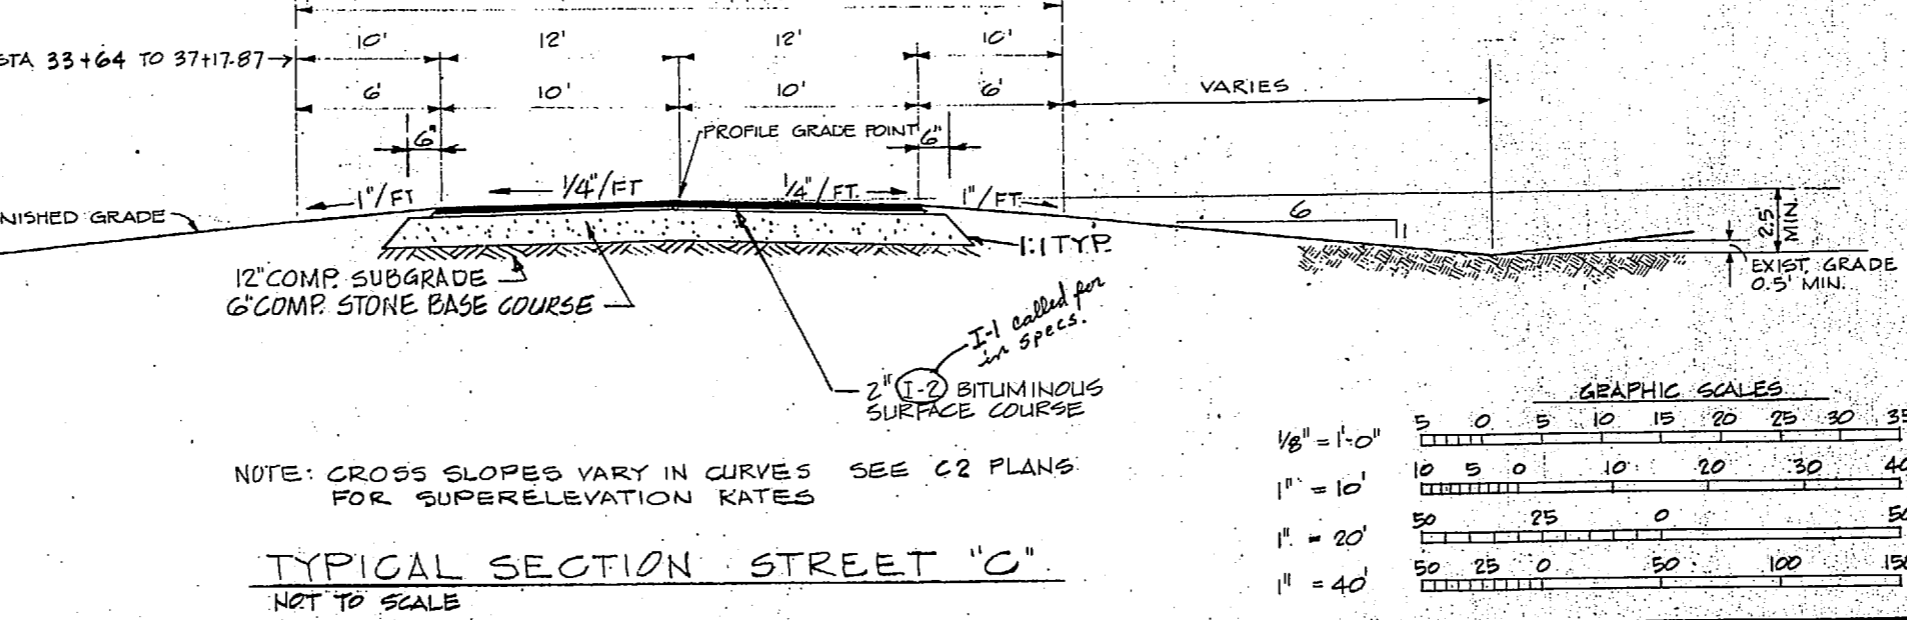 10' 12' 12' 10'
STA 33+64 TO 37+17.87
6' 10' 10' 6'
VARIES
6" PROFILE GRADE POINT 6"
1"/FT 1/4"/FT 1/4"/FT. 1"/FT.
NISHED GRADE
6
1
2.5'
MIN.
1:1 TYP.
EXIST. GRADE
0.5' MIN.
12" COMP. SUBGRADE
6" COMP. STONE BASE COURSE
I-1 called for
in specs.
2" I-2 BITUMINOUS
SURFACE COURSE
NOTE: CROSS SLOPES VARY IN CURVES SEE C2 PLANS
FOR SUPERELEVATION RATES
TYPICAL SECTION STREET "C"
NOT TO SCALE
GRAPHIC SCALES
1/8" = 1'-0" 5 0 5 10 15 20 25 30 35
1" = 10' 10 5 0 10 20 30 40
1" = 20' 50 25 0 50
1" = 40' 50 25 0 50 100 150